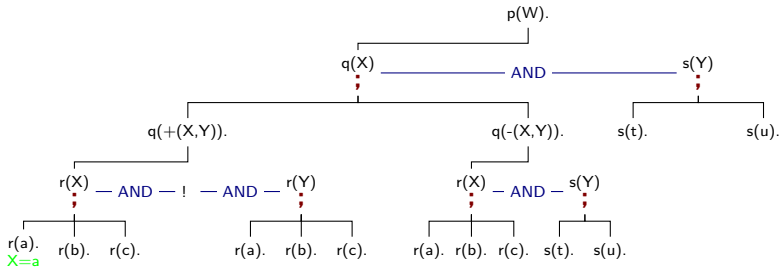 p(W).
q(X) AND s(Y)
q(+(X,Y)). q(-(X,Y)). s(t). s(u).
r(X) AND ! AND r(Y) r(X) AND s(Y)
r(a). r(b). r(c). r(a). r(b). r(c). r(a). r(b). r(c). s(t). s(u).
X=a